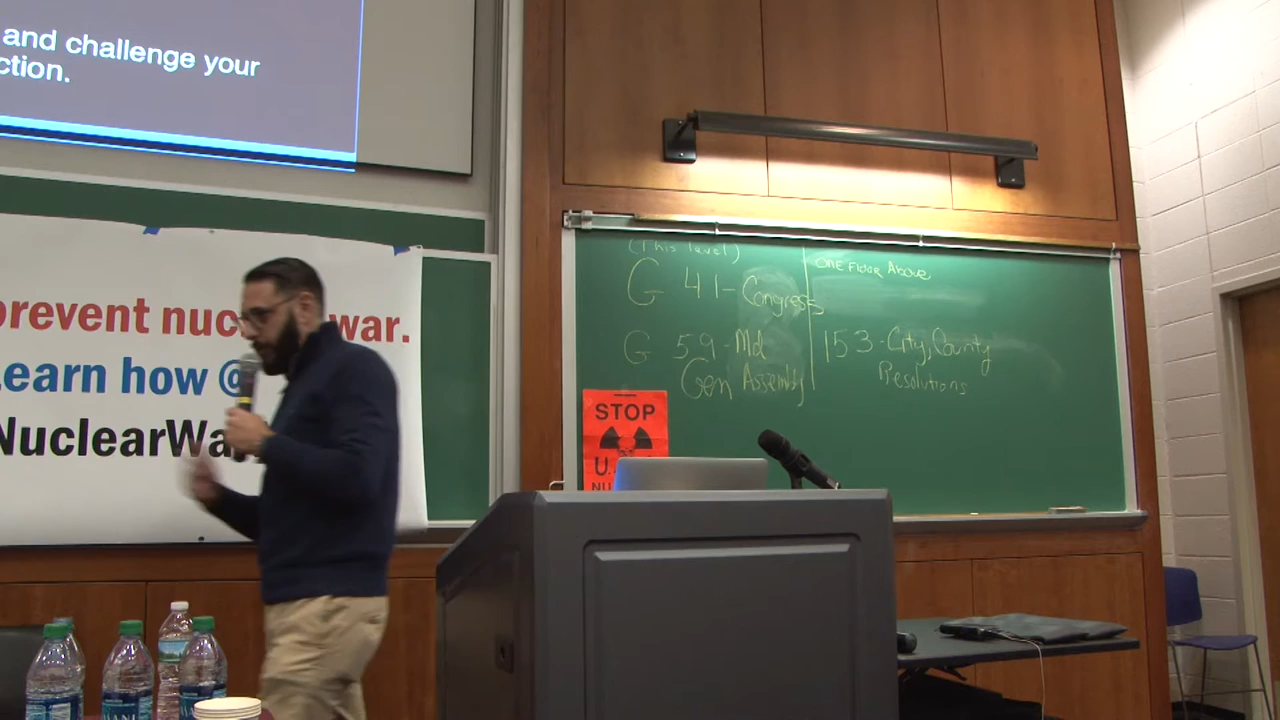 and challenge your
ction.
prevent nuc war.
Learn how @
NuclearWa
(This level)
G 41 - Congress
G 59 - Md
Gen Assembly
One Floor Above
153 - City, County
Resolutions
STOP
U.
NU